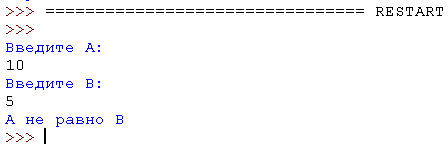 >>> ================================ RESTART
>>>
Введите А:
10
Введите В:
5
А не равно В
>>>